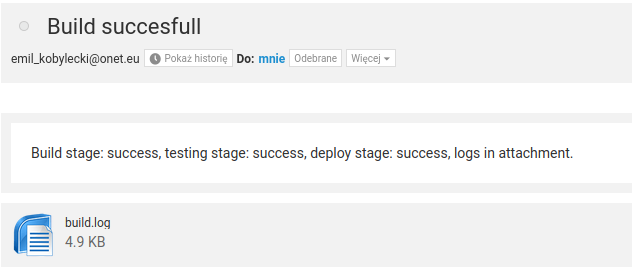 Build succesfull
emil_kobylecki@onet.eu Pokaż historię Do: mnie Odebrane Więcej
Build stage: success, testing stage: success, deploy stage: success, logs in attachment.
build.log
4.9 KB